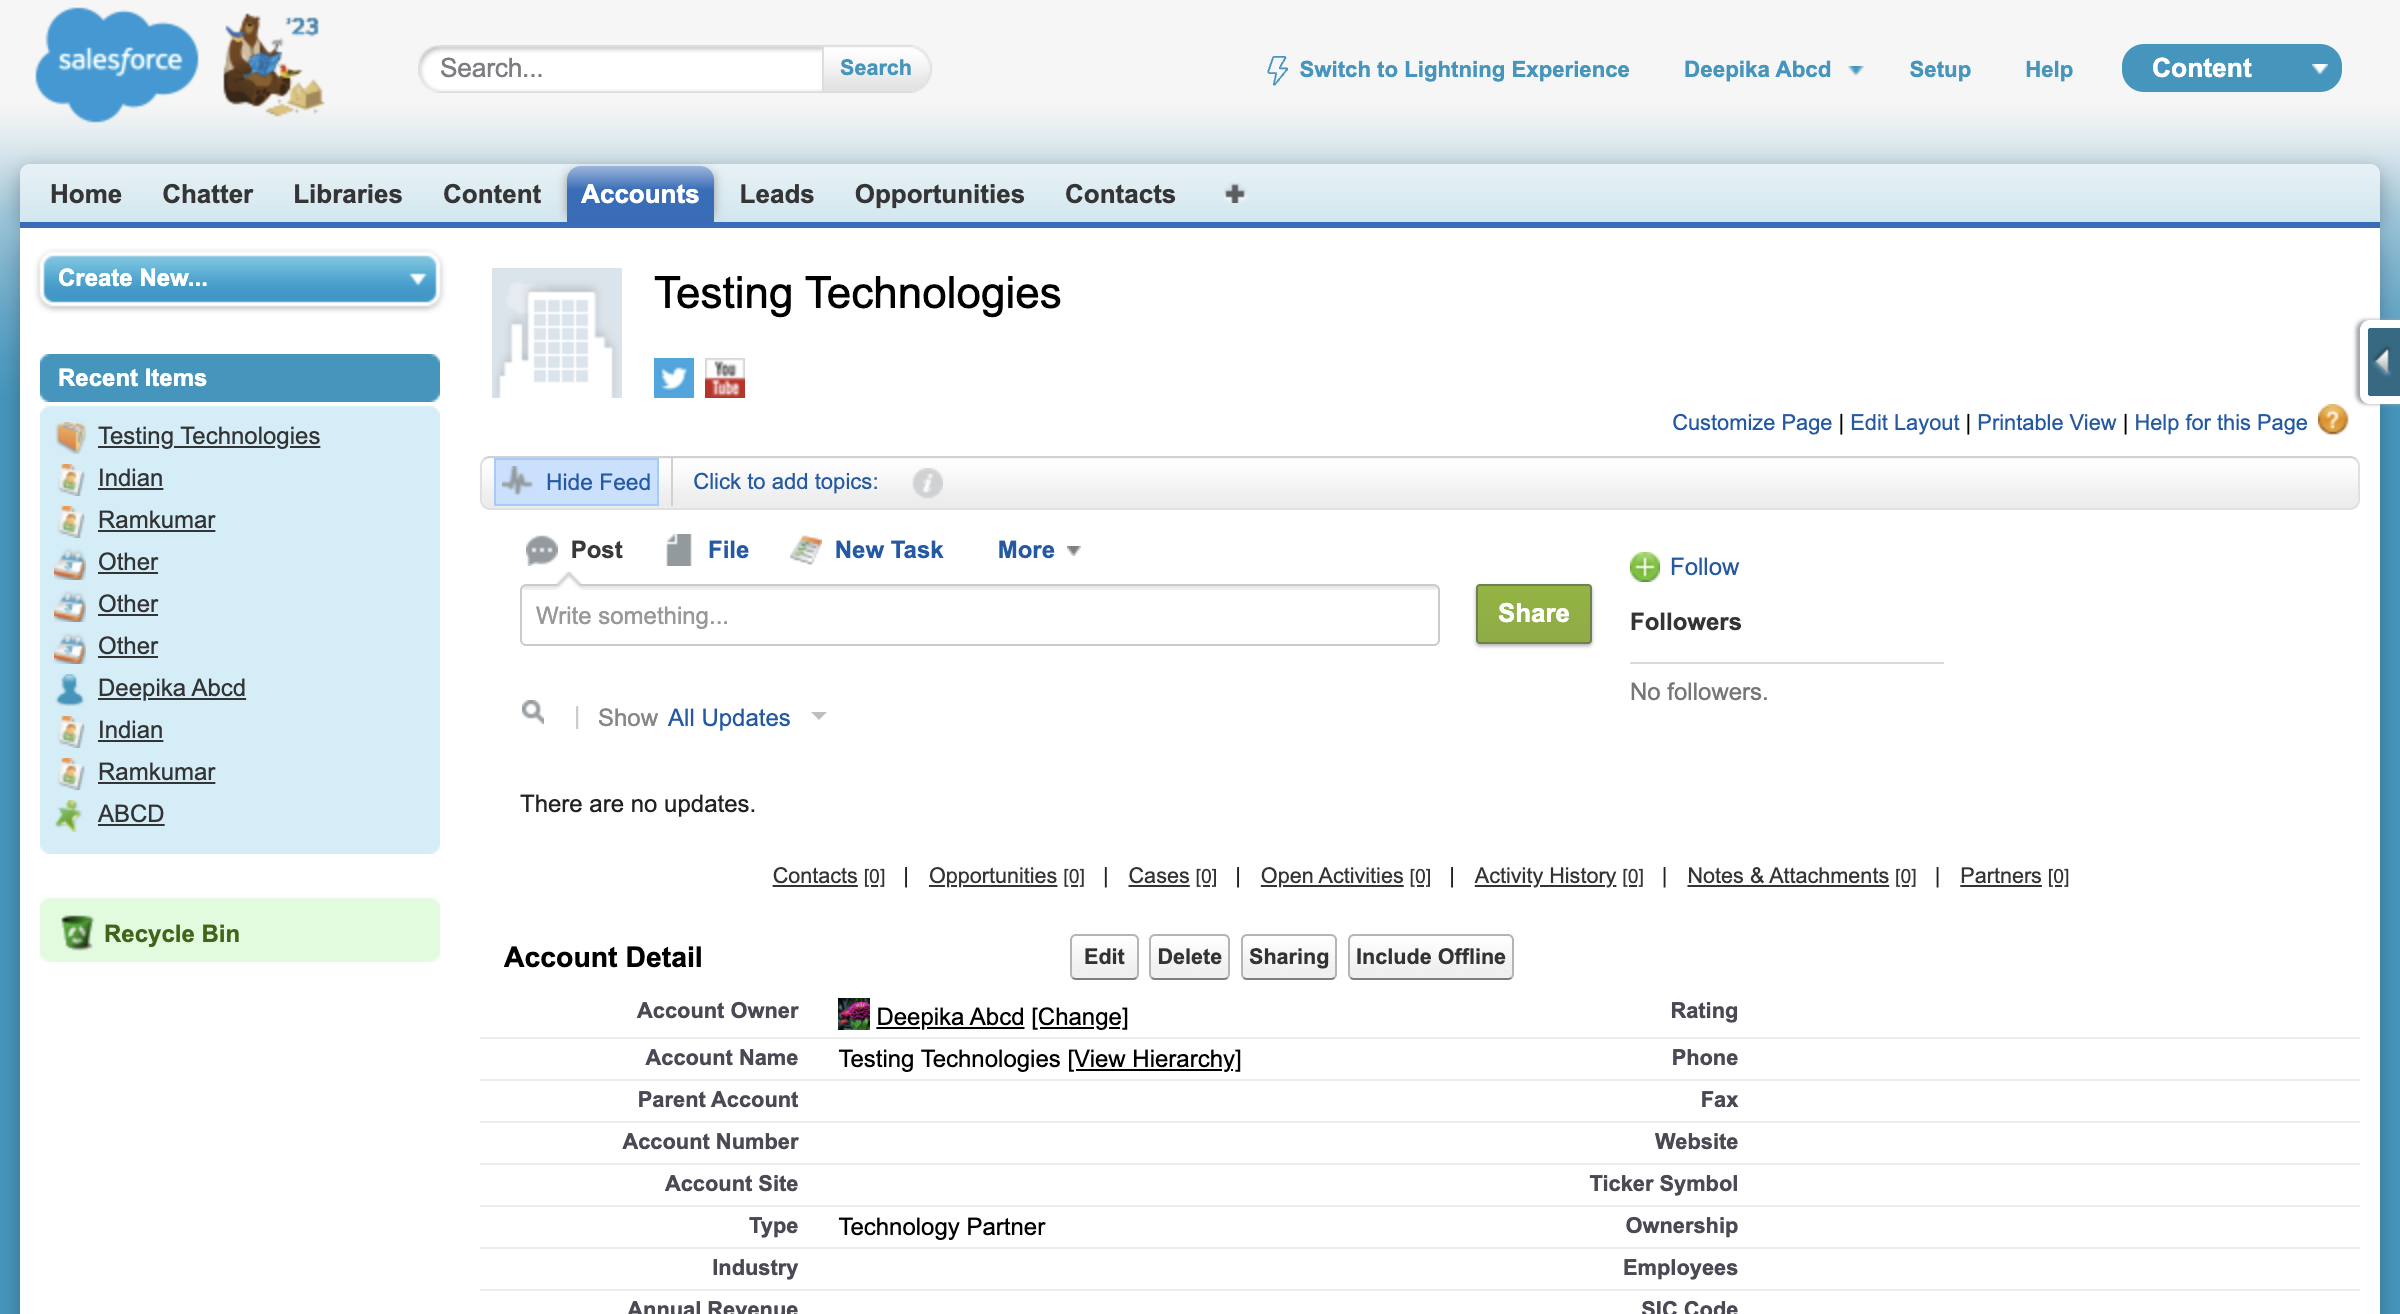 salesforce
'23
Search...
Search
Switch to Lightning Experience
Deepika Abcd
Setup
Help
Content
Home
Chatter
Libraries
Content
Accounts
Leads
Opportunities
Contacts
Create New...
Recent Items
Testing Technologies
Indian
Ramkumar
Other
Other
Other
Deepika Abcd
Indian
Ramkumar
ABCD
Recycle Bin
Testing Technologies
You
Tube
Customize Page | Edit Layout | Printable View | Help for this Page
Hide Feed
Click to add topics:
Post
File
New Task
More
Write something...
Share
Follow
Followers
No followers.
Show All Updates
There are no updates.
Contacts [0] | Opportunities [0] | Cases [0] | Open Activities [0] | Activity History [0] | Notes & Attachments [0] | Partners [0]
Account Detail
Edit
Delete
Sharing
Include Offline
Account Owner
Deepika Abcd [Change]
Rating
Account Name
Testing Technologies [View Hierarchy]
Phone
Parent Account
Fax
Account Number
Website
Account Site
Ticker Symbol
Type
Technology Partner
Ownership
Industry
Employees
Annual Revenue
SIC Code